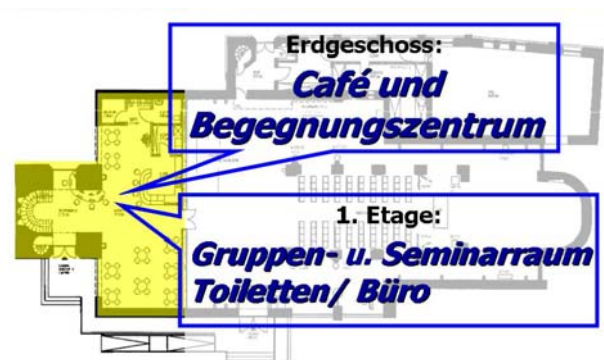 Erdgeschoss:
Café und
Begegnungszentrum
1. Etage:
Gruppen- u. Seminarraum
Toiletten/ Büro